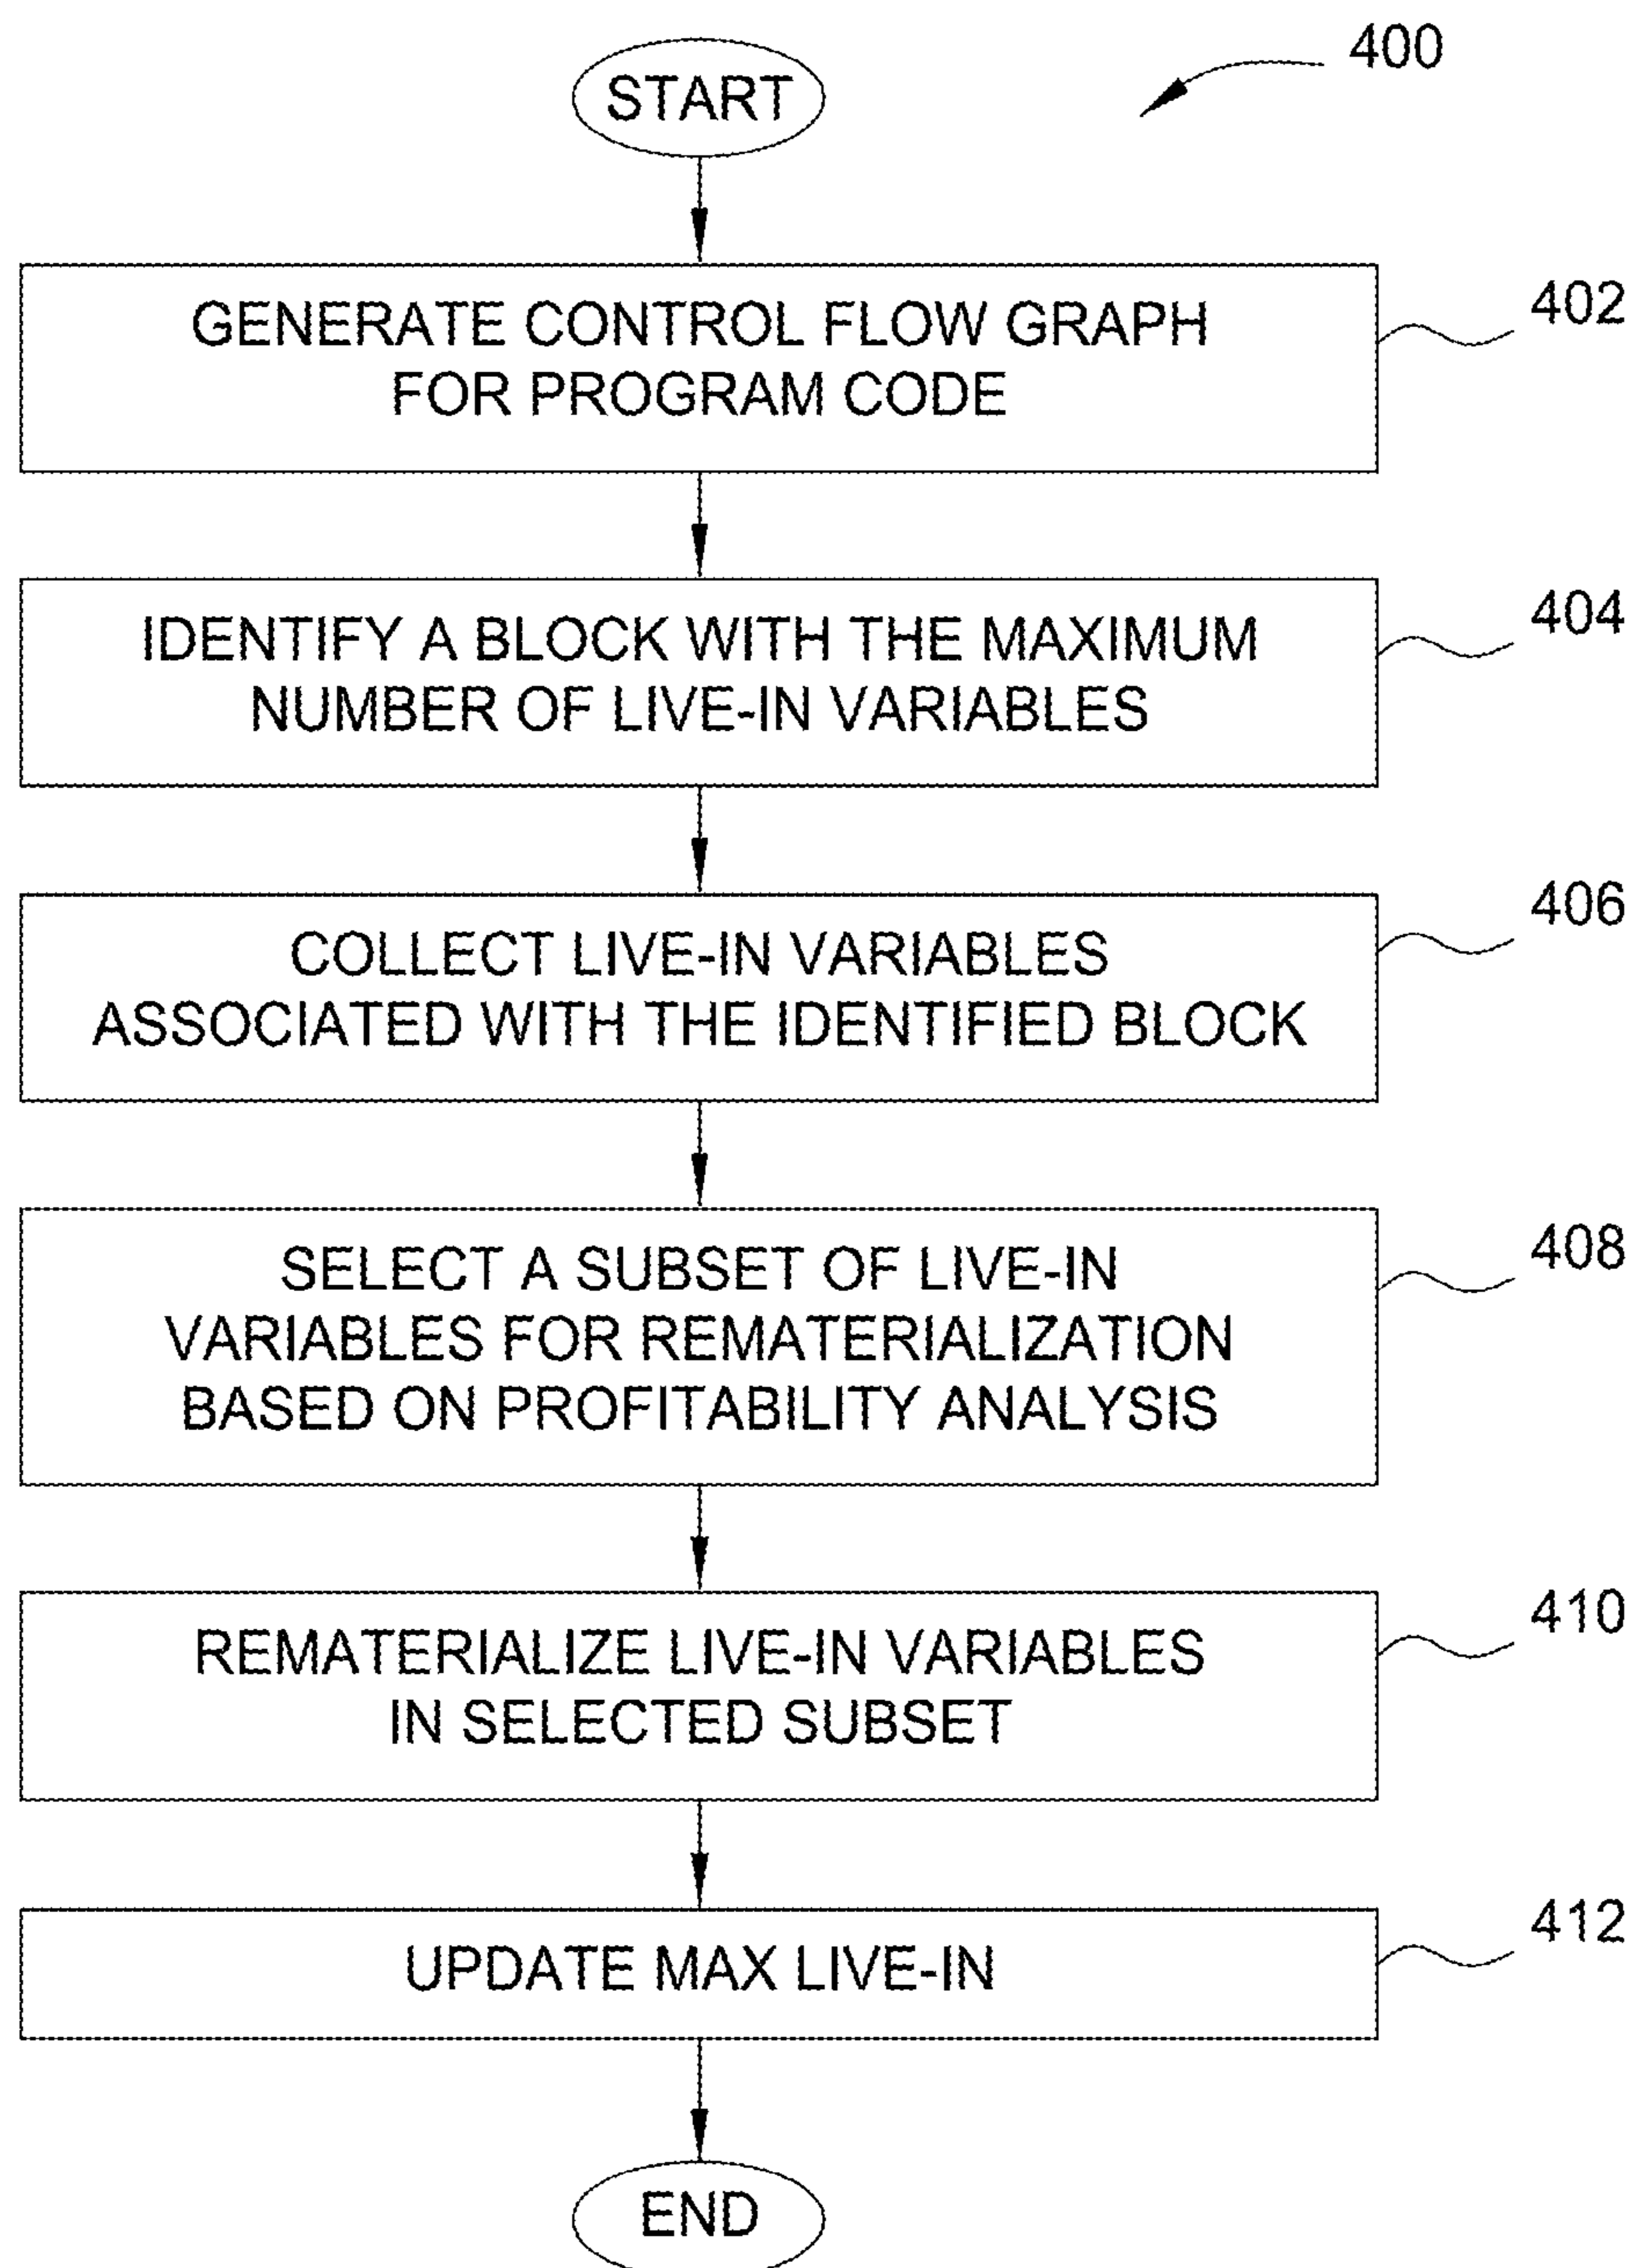 400
START
GENERATE CONTROL FLOW GRAPH
FOR PROGRAM CODE
402
IDENTIFY A BLOCK WITH THE MAXIMUM
NUMBER OF LIVE-IN VARIABLES
404
COLLECT LIVE-IN VARIABLES
ASSOCIATED WITH THE IDENTIFIED BLOCK
406
SELECT A SUBSET OF LIVE-IN
VARIABLES FOR REMATERIALIZATION
BASED ON PROFITABILITY ANALYSIS
408
REMATERIALIZE LIVE-IN VARIABLES
IN SELECTED SUBSET
410
UPDATE MAX LIVE-IN
412
END